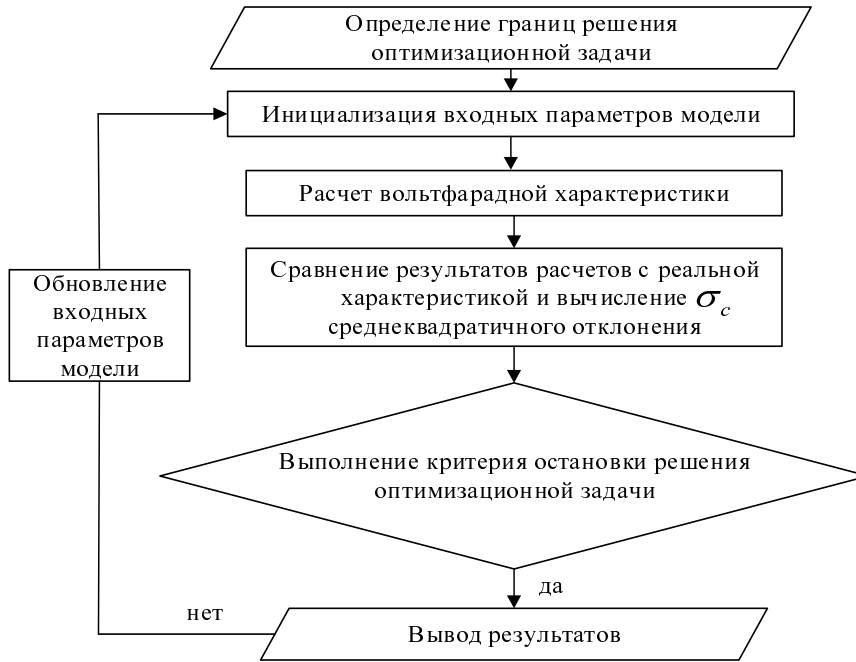 Определение границ решения
оптимизационной задачи
Инициализация входных параметров модели
Расчет вольтфарадной характеристики
Сравнение результатов расчетов с реальной
характеристикой и вычисление σc
среднеквадратичного отклонения
Обновление
входных
параметров
модели
Выполнение критерия остановки решения
оптимизационной задачи
да
нет
Вывод результатов